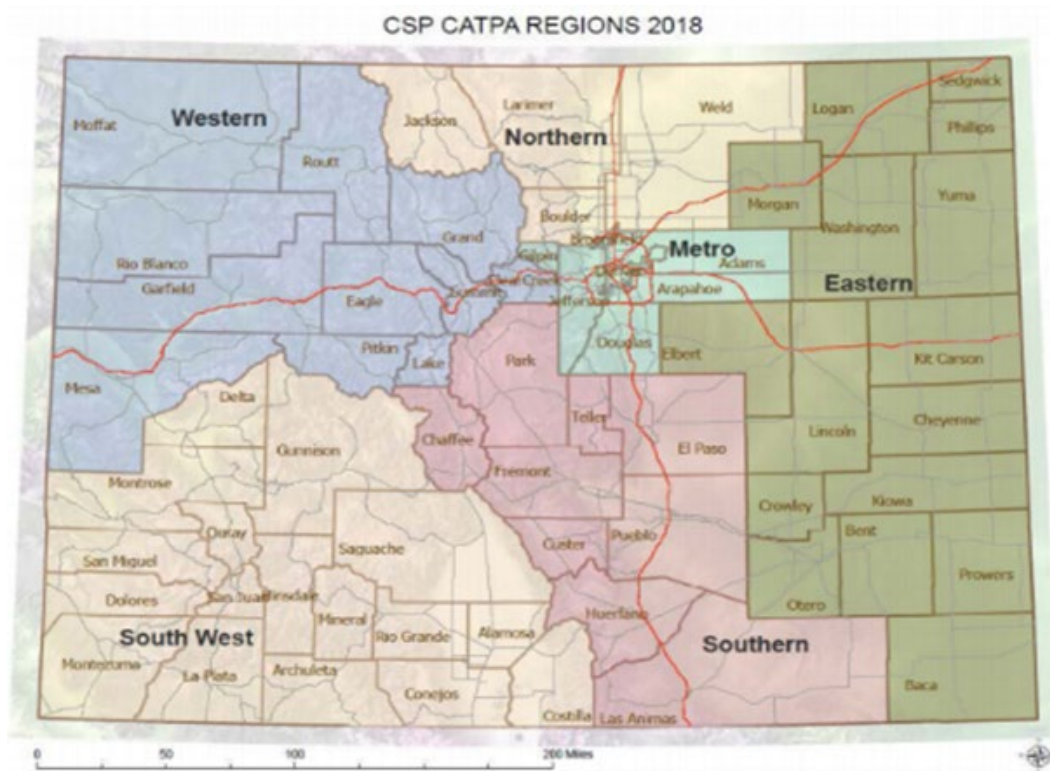 CSP CATPA REGIONS 2018
Sedgwick
Western
Larimer
Weld
Logan
Moffat
Jackson
Northern
Phillips
Routt
Morgan
Yuma
Boulder
Washington
Grand
Metro
Gilpin
Adams
Rio Blanco
Eastern
Garfield
Eagle
Jefferson
Arapahoe
Douglas
Pitkin
Lake
Park
Elbert
Kit Carson
Mesa
Delta
Teller
Cheyenne
Chaffee
Lincoln
Gunnison
El Paso
Fremont
Montrose
Crowley
Kiowa
Ouray
Pueblo
Bent
Saguache
Custer
San Miguel
Prowers
Dolores
San Juan
Hinsdale
Otero
Mineral
Huerfano
South West
Rio Grande
Alamosa
Southern
Montezuma
La Plata
Archuleta
Conejos
Baca
Costilla
Las Animas
0 50 100 200 Miles